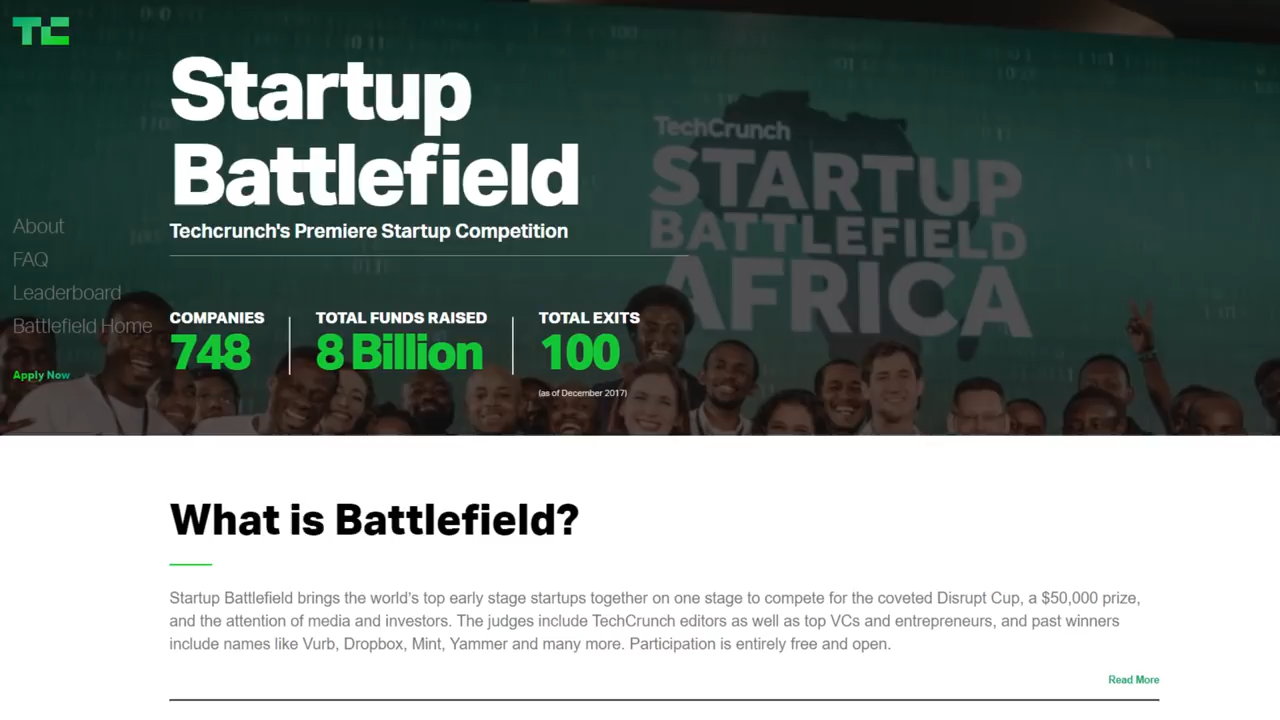 TC
Startup
Battlefield
Techcrunch's Premiere Startup Competition
TechCrunch
STARTUP
BATTLEFIELD
AFRICA
About
FAQ
Leaderboard
Battlefield Home
Apply Now
COMPANIES
748
TOTAL FUNDS RAISED
8 Billion
TOTAL EXITS
100
(as of December 2017)
What is Battlefield?
Startup Battlefield brings the world’s top early stage startups together on one stage to compete for the coveted Disrupt Cup, a $50,000 prize,
and the attention of media and investors. The judges include TechCrunch editors as well as top VCs and entrepreneurs, and past winners
include names like Vurb, Dropbox, Mint, Yammer and many more. Participation is entirely free and open.
Read More